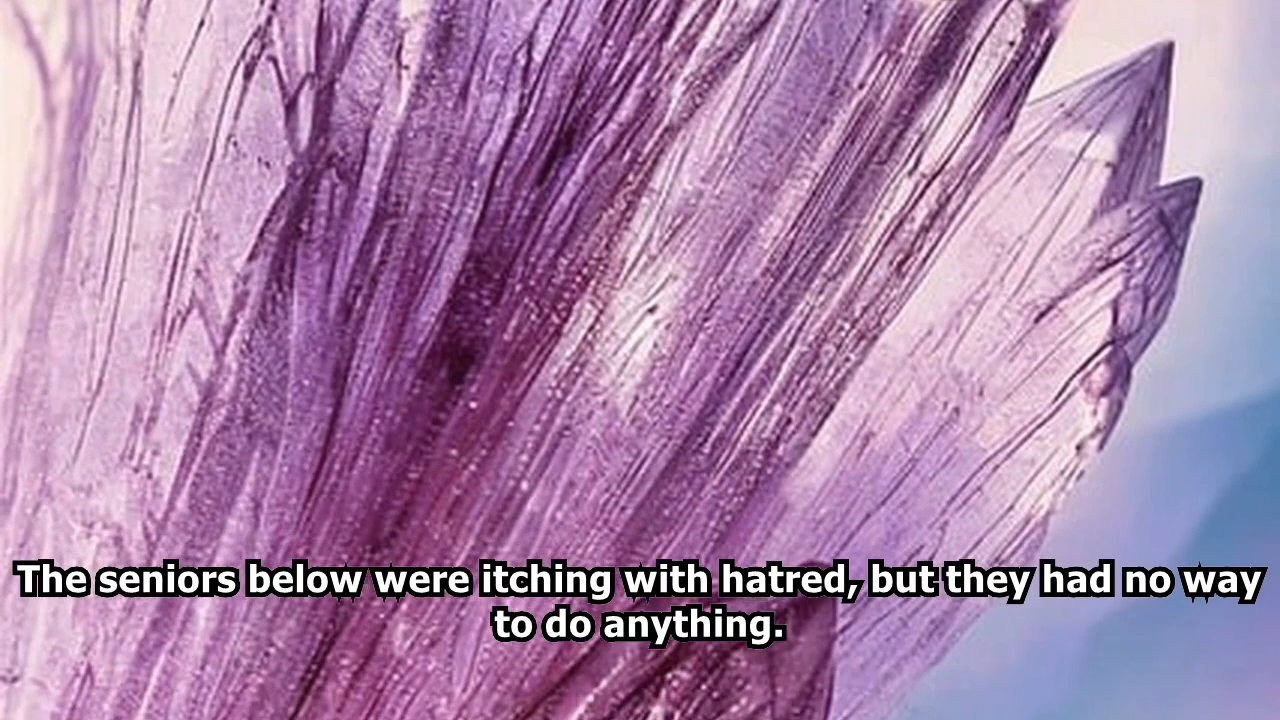 The seniors below were itching with hatred, but they had no way
to do anything.